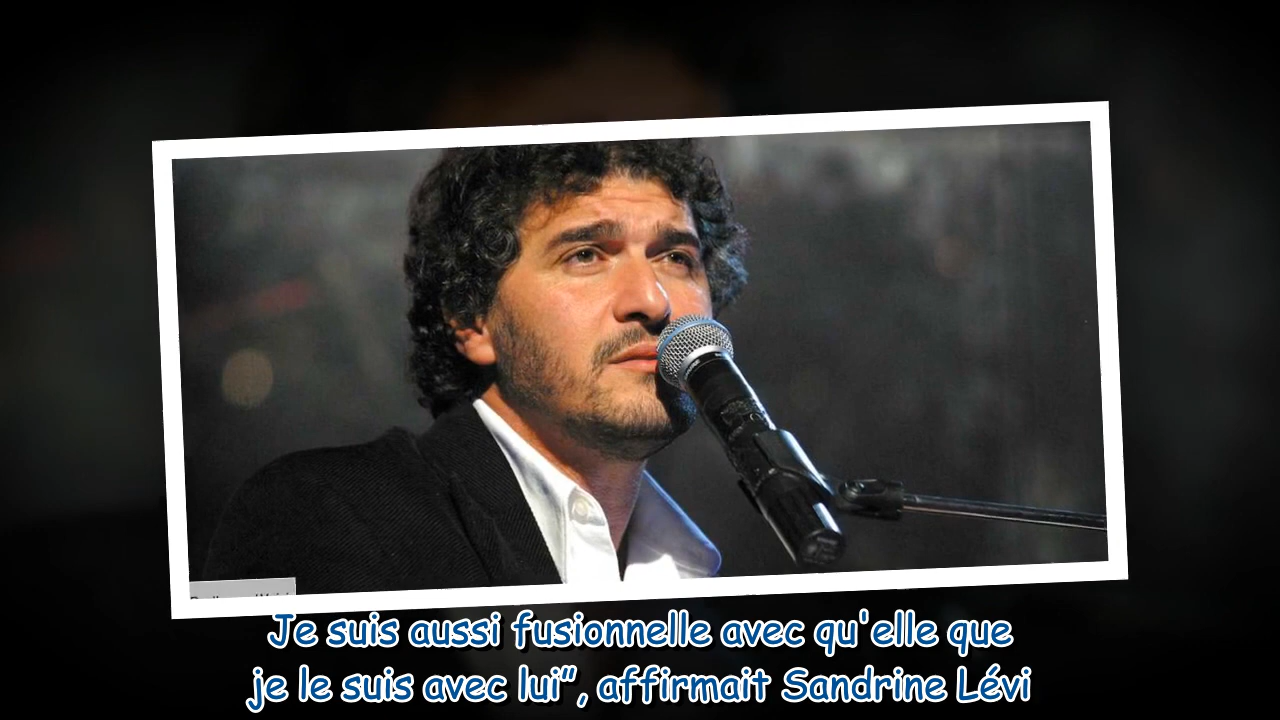 Je suis aussi fusionnelle avec qu'elle que
je le suis avec lui”, affirmait Sandrine Lévi